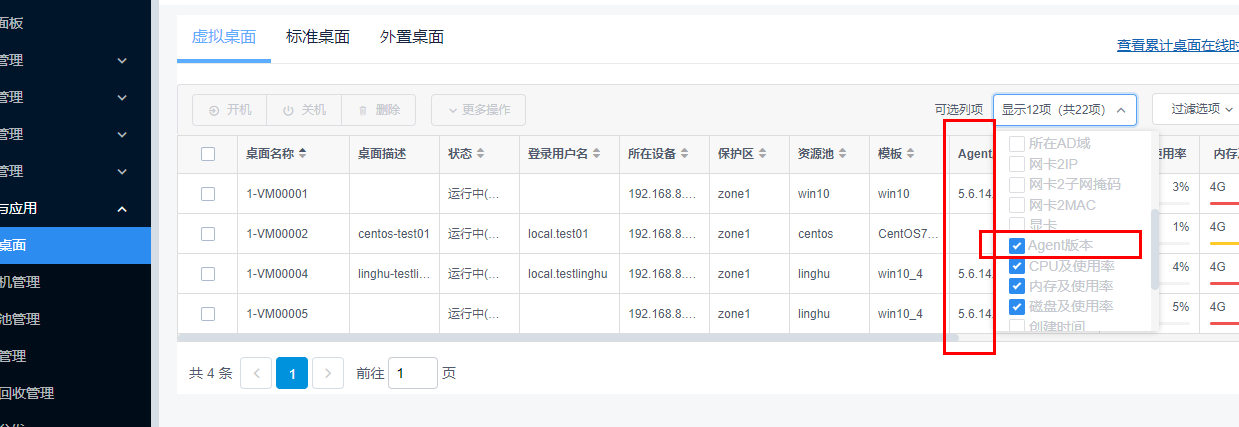 面板
管理
管理
管理
管理
与应用
桌面
机管理
池管理
管理
回收管理
虚拟桌面 标准桌面 外置桌面
查看累计桌面在线时
开机 关机 删除 更多操作 可选列项 显示12项（共22项） 过滤选项
桌面名称 桌面描述 状态 登录用户名 所在设备 保护区 资源池 模板 Agent 使用率 内存
1-VM00001 运行中(... 192.168.8.... zone1 win10 win10 5.6.14. 3% 4G
1-VM00002 centos-test01 运行中(... local.test01 192.168.8.... zone1 centos CentOS7... 1% 4G
1-VM00004 linghu-testli... 运行中(... local.testlinghu 192.168.8.... zone1 linghu win10_4 5.6.14. 4% 4G
1-VM00005 运行中(... 192.168.8.... zone1 linghu win10_4 5.6.14. 5% 4G
所在AD域
网卡2IP
网卡2子网掩码
网卡2MAC
显卡
Agent版本
CPU及使用率
内存及使用率
磁盘及使用率
创建时间
共 4 条 1 前往 1 页